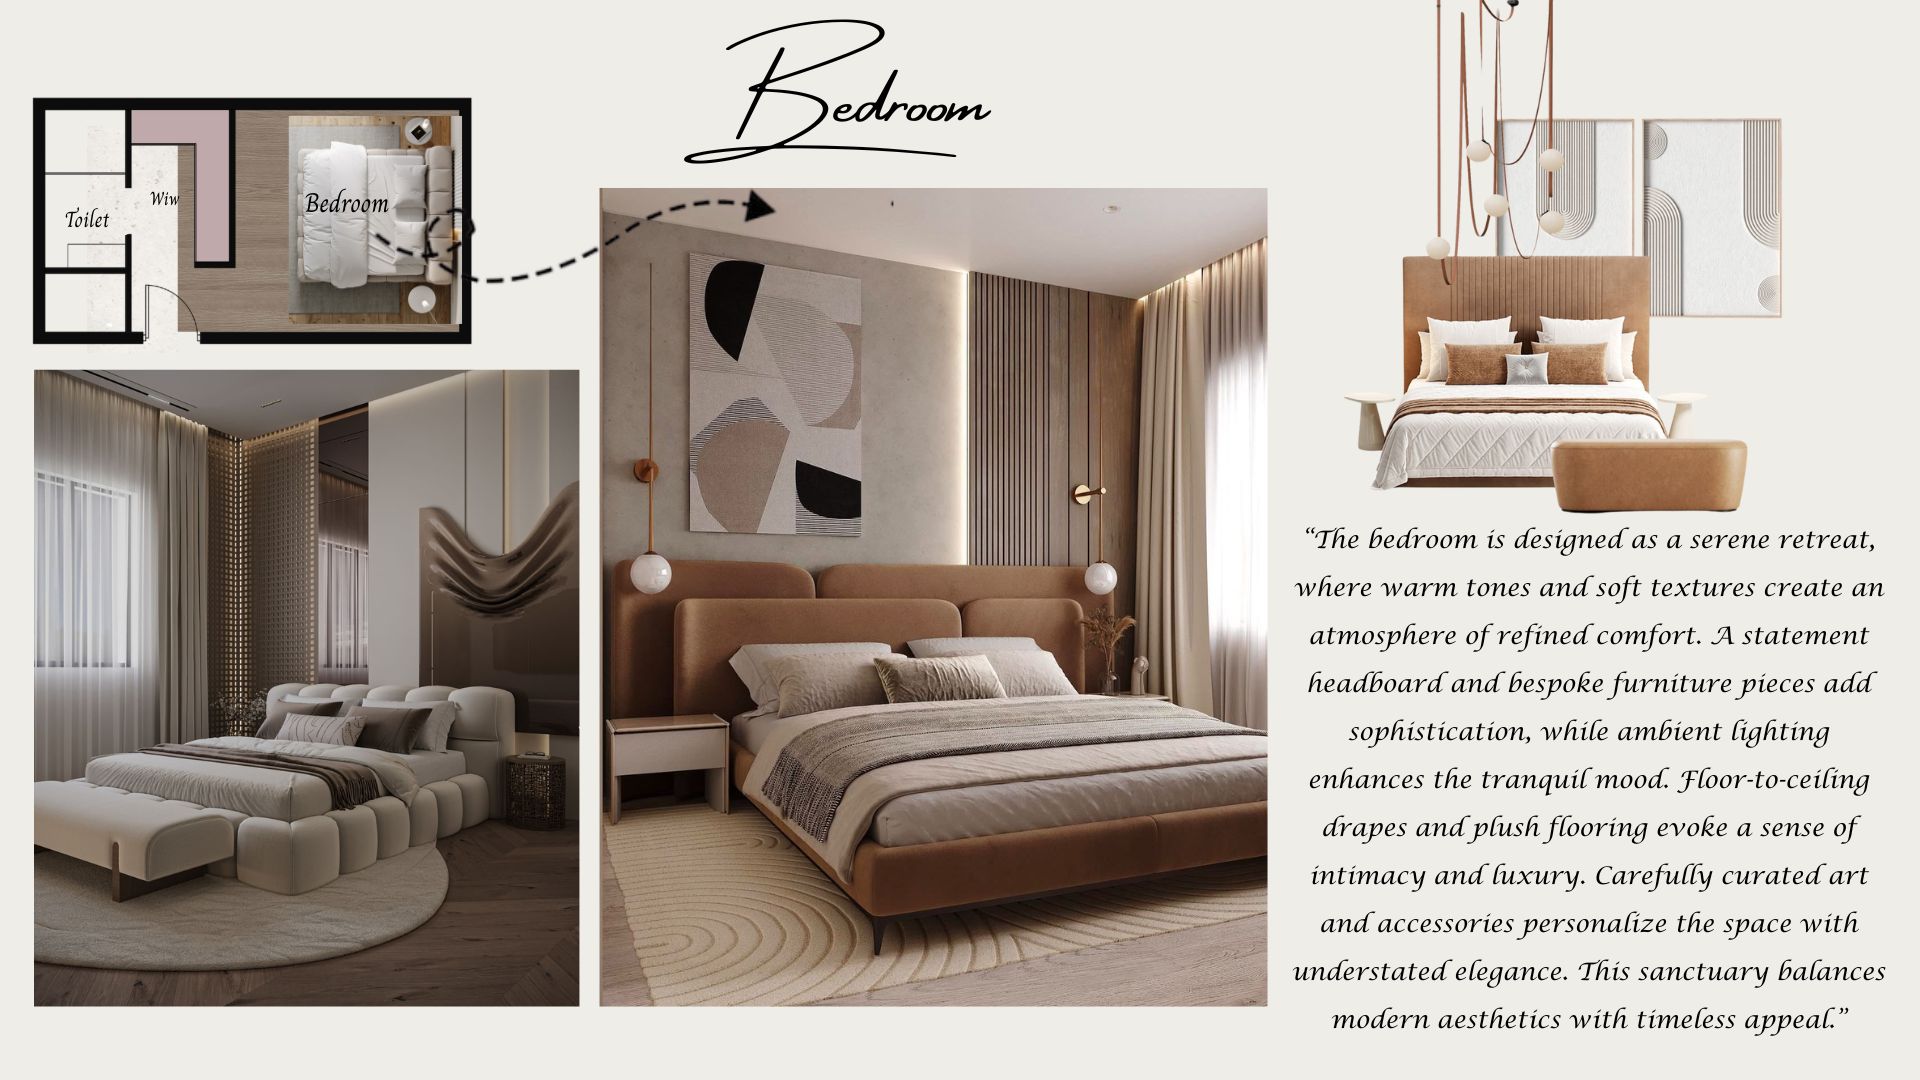 Bedroom
Toilet
Wiw
Bedroom
“The bedroom is designed as a serene retreat,
where warm tones and soft textures create an
atmosphere of refined comfort. A statement
headboard and bespoke furniture pieces add
sophistication, while ambient lighting
enhances the tranquil mood. Floor-to-ceiling
drapes and plush flooring evoke a sense of
intimacy and luxury. Carefully curated art
and accessories personalize the space with
understated elegance. This sanctuary balances
modern aesthetics with timeless appeal.”